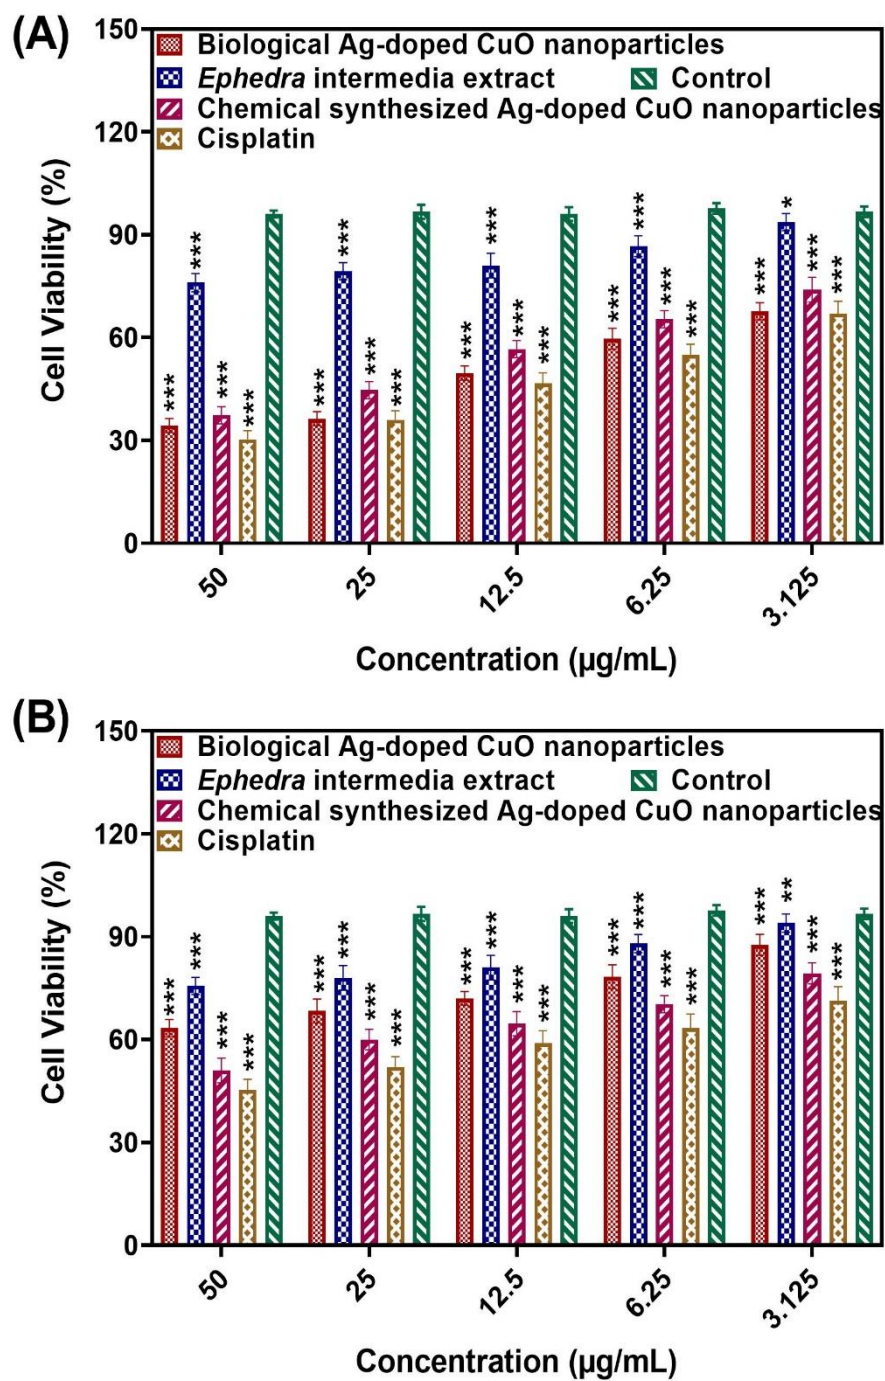 (A)
150
120
90
60
30
0
Cell Viability (%)
Biological Ag-doped CuO nanoparticles
Ephedra intermedia extract Control
Chemical synthesized Ag-doped CuO nanoparticles
Cisplatin
*** *** *** ***
*** *** *** ***
*** *** *** ***
*** *** *** ***
*** * *** ***
50 25 12.5 6.25 3.125
Concentration (µg/mL)
(B)
150
120
90
60
30
0
Cell Viability (%)
Biological Ag-doped CuO nanoparticles
Ephedra intermedia extract Control
Chemical synthesized Ag-doped CuO nanoparticles
Cisplatin
*** *** *** ***
*** *** *** ***
*** *** *** ***
*** *** *** ***
*** ** *** ***
50 25 12.5 6.25 3.125
Concentration (µg/mL)